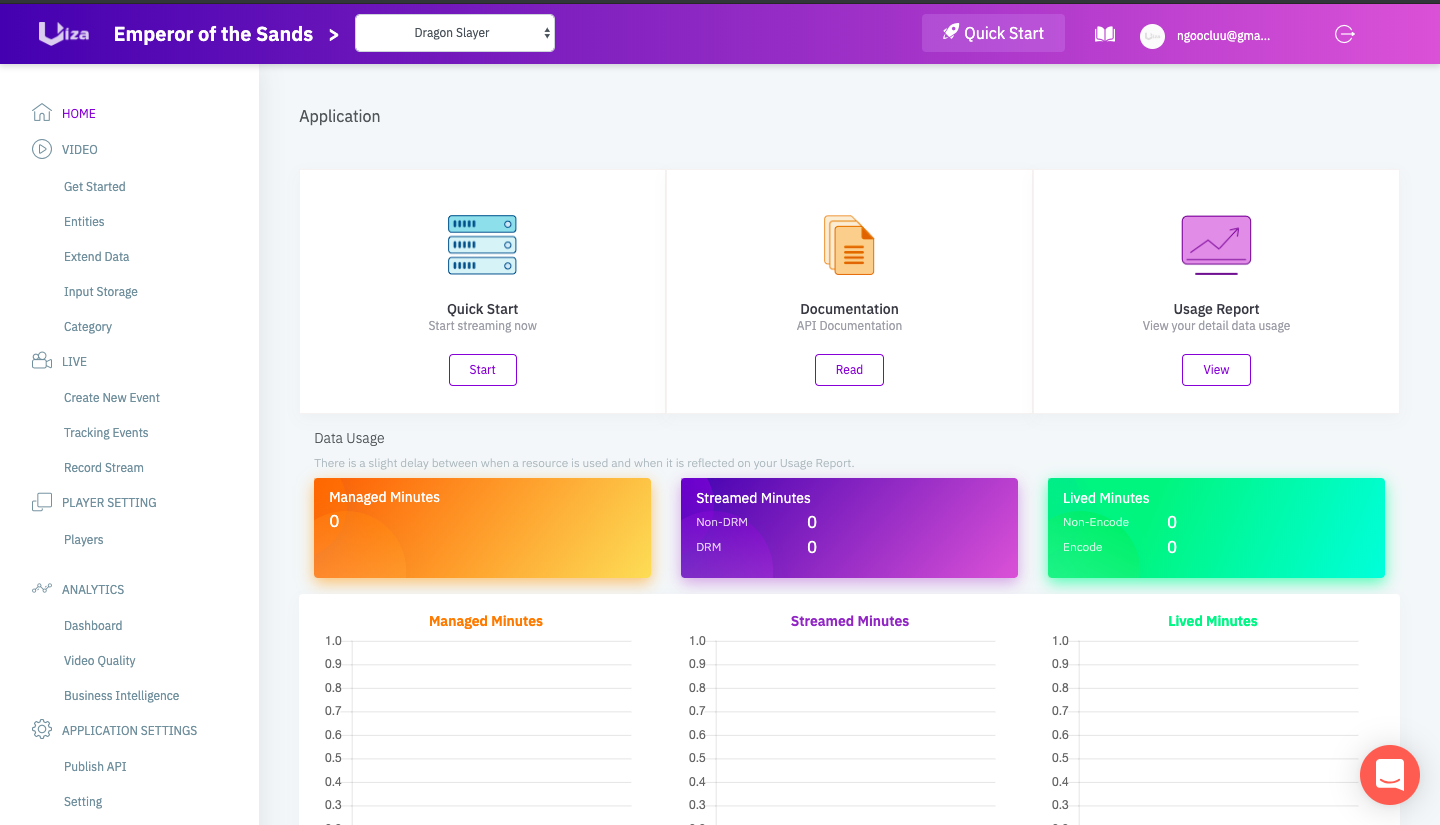 Uiza
Emperor of the Sands > Dragon Slayer
Quick Start
ngoocluu@gma...
HOME
VIDEO
Get Started
Entities
Extend Data
Input Storage
Category
LIVE
Create New Event
Tracking Events
Record Stream
PLAYER SETTING
Players
ANALYTICS
Dashboard
Video Quality
Business Intelligence
APPLICATION SETTINGS
Publish API
Setting
Application
Quick Start
Start streaming now
Start
Documentation
API Documentation
Read
Usage Report
View your detail data usage
View
Data Usage
There is a slight delay between when a resource is used and when it is reflected on your Usage Report.
Managed Minutes
0
Streamed Minutes
Non-DRM 0
DRM 0
Lived Minutes
Non-Encode 0
Encode 0
Managed Minutes
1.0
0.9
0.8
0.7
0.6
0.5
0.4
0.3
Streamed Minutes
1.0
0.9
0.8
0.7
0.6
0.5
0.4
0.3
Lived Minutes
1.0
0.9
0.8
0.7
0.6
0.5
0.4
0.3